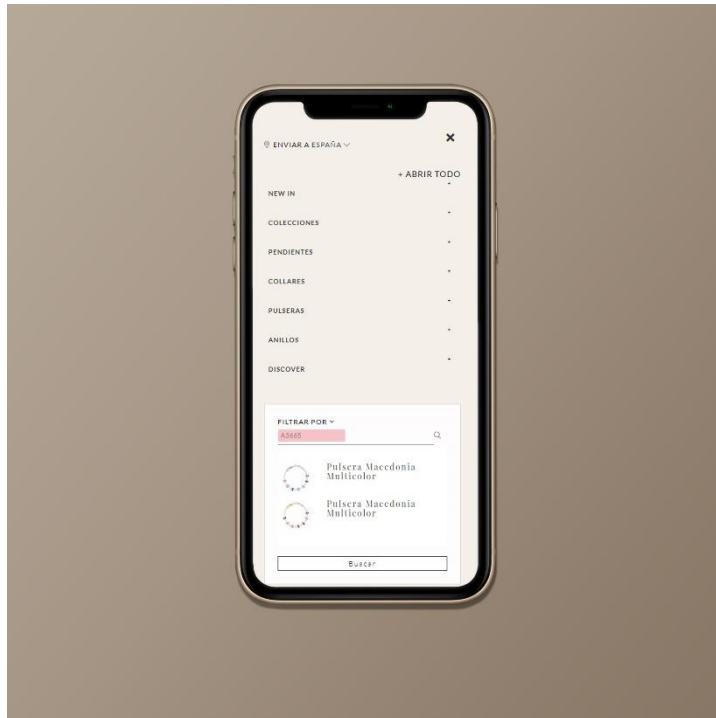 ENVIAR A ESPAÑA
+ ABRIR TODO
NEW IN
COLECCIONES
PENDIENTES
COLLARES
PULSERAS
ANILLOS
DISCOVER
FILTRAR POR
A3665
Pulsera Macedonia
Multicolor
Pulsera Macedonia
Multicolor
Buscar